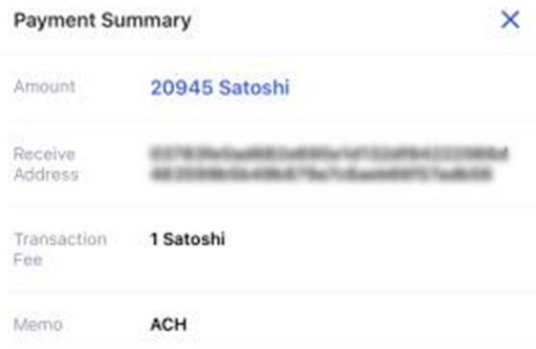 Payment Summary
Amount
20945 Satoshi
Receive
Address
Transaction
Fee
1 Satoshi
Memo
ACH